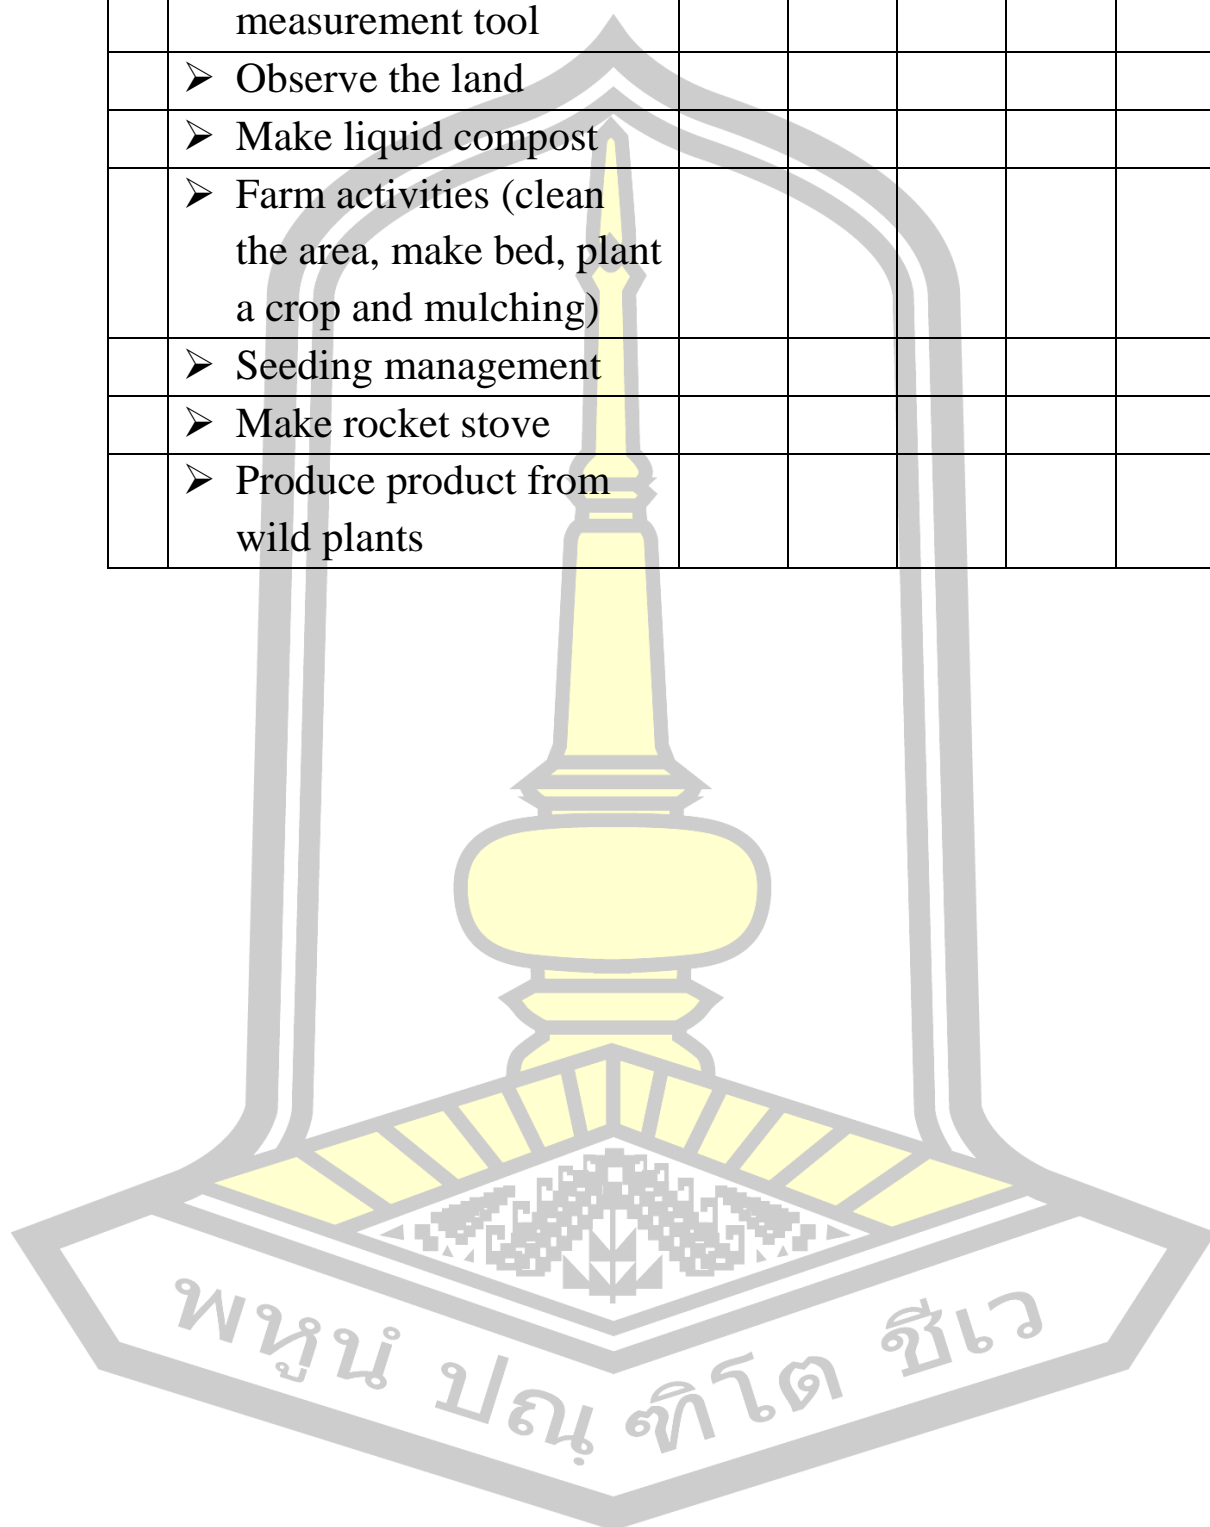 measurement tool
➢ Observe the land
➢ Make liquid compost
➢ Farm activities (clean
the area, make bed, plant
a crop and mulching)
➢ Seeding management
➢ Make rocket stove
➢ Produce product from
wild plants
พหูนํ ปณฺฑิโต ชีเว